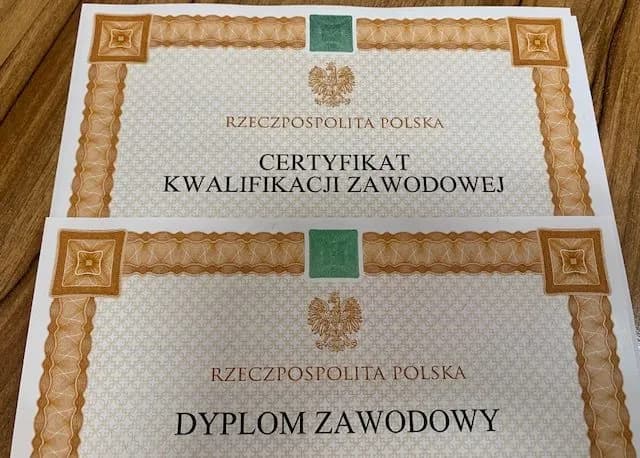 RZECZPOSPOLITA POLSKA
CERTYFIKAT
KWALIFIKACJI ZAWODOWEJ
RZECZPOSPOLITA POLSKA
DYPLOM ZAWODOWY